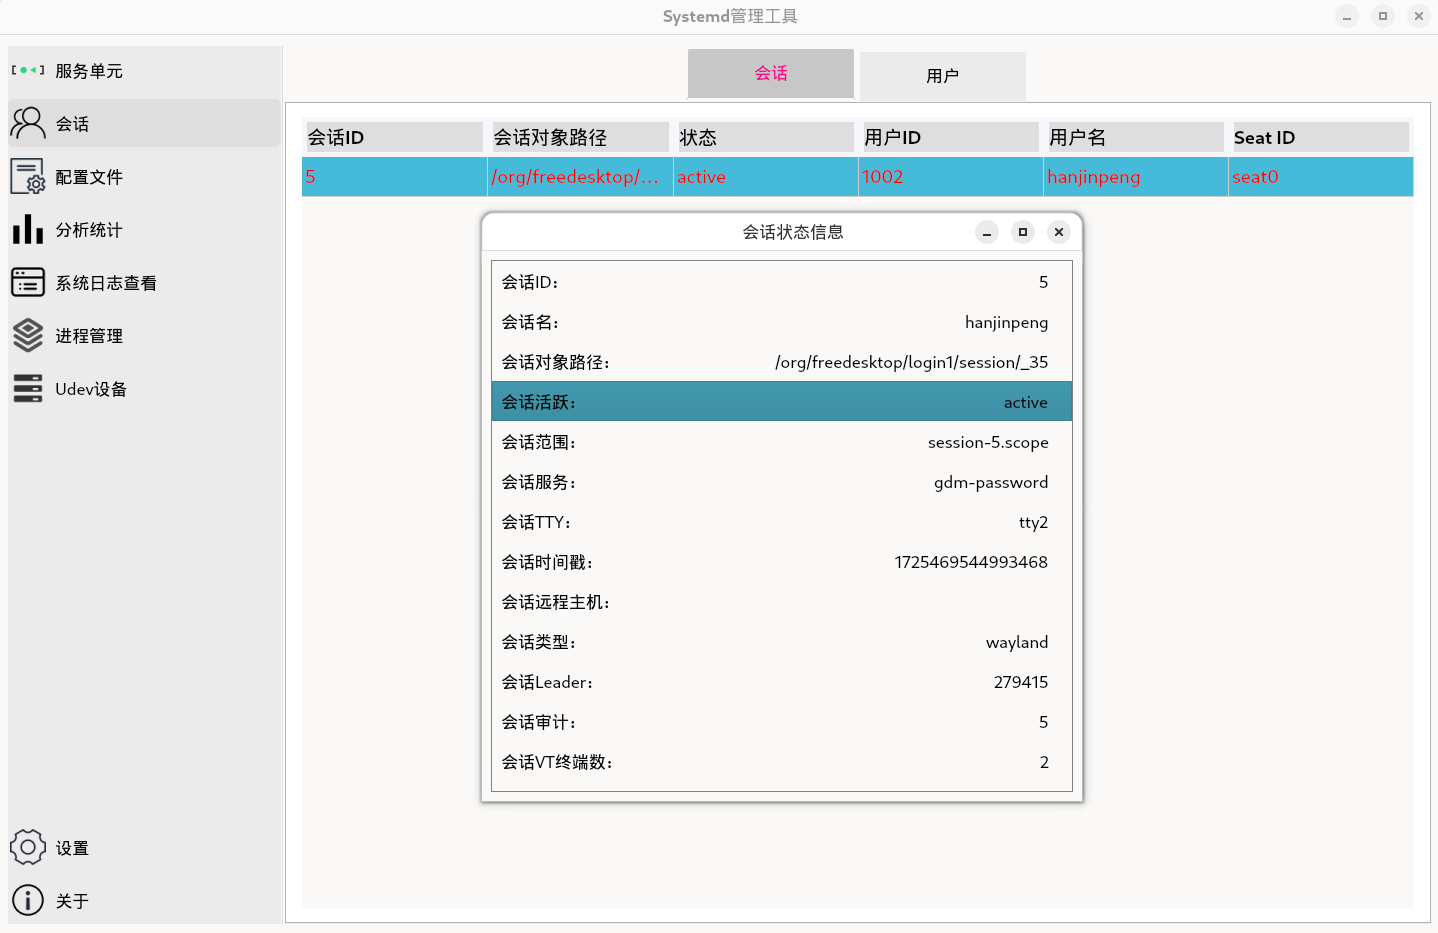 Systemd管理工具
服务单元
会话
配置文件
分析统计
系统日志查看
进程管理
Udev设备
设置
关于
会话 用户
会话ID 会话对象路径 状态 用户ID 用户名 Seat ID
5 /org/freedesktop/... active 1002 hanjinpeng seat0
会话状态信息
会话ID： 5
会话名： hanjinpeng
会话对象路径： /org/freedesktop/login1/session/_35
会话活跃： active
会话范围： session-5.scope
会话服务： gdm-password
会话TTY： tty2
会话时间戳： 1725469544993468
会话远程主机：
会话类型： wayland
会话Leader： 279415
会话审计： 5
会话VT终端数： 2